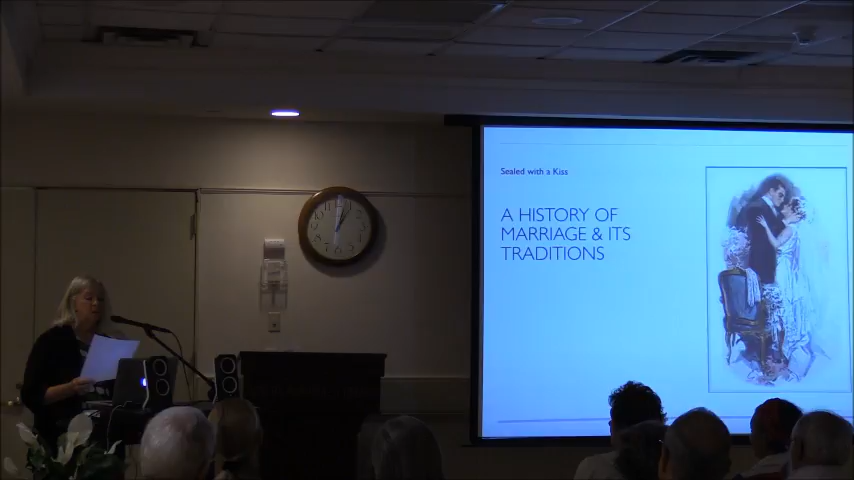 Sealed with a Kiss
A HISTORY OF
MARRIAGE & ITS
TRADITIONS